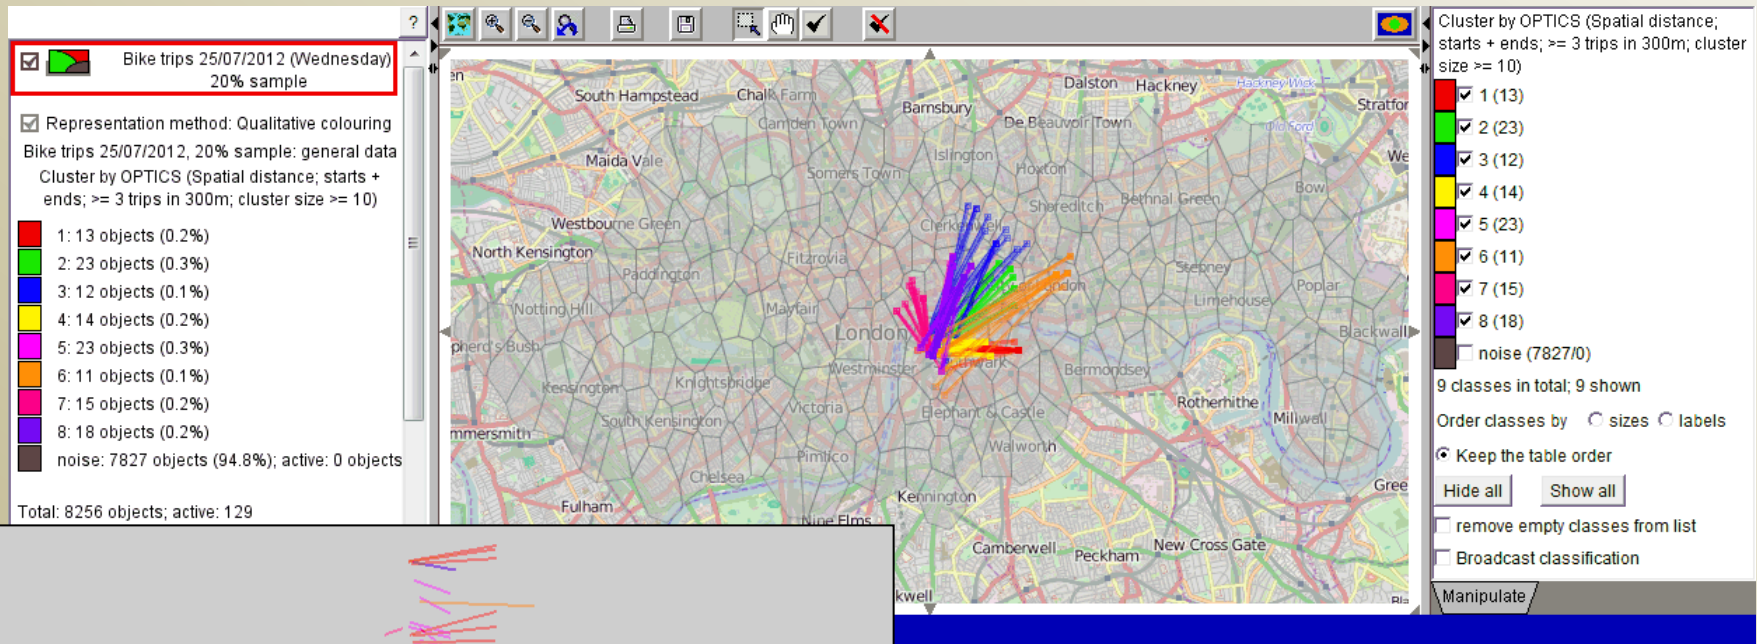 ?
Bike trips 25/07/2012 (Wednesday)
20% sample
Representation method: Qualitative colouring
Bike trips 25/07/2012, 20% sample: general data
Cluster by OPTICS (Spatial distance; starts +
ends; >= 3 trips in 300m; cluster size >= 10)
1: 13 objects (0.2%)
2: 23 objects (0.3%)
3: 12 objects (0.1%)
4: 14 objects (0.2%)
5: 23 objects (0.3%)
6: 11 objects (0.1%)
7: 15 objects (0.2%)
8: 18 objects (0.2%)
noise: 7827 objects (94.8%); active: 0 objects
Total: 8256 objects; active: 129
en
South Hampstead
Chalk Farm
Camden Town
Barnsbury
Dalston
Hackney
Hackney Wick
Stratfor
De Beauvoir Town
Old Ford
Maida Vale
Somers Town
Islington
Hoxton
We
Bow
Bethnal Green
Shoreditch
Westbourne Green
Clerkenwell
North Kensington
Paddington
Fitzrovia
Stepney
Poplar
Notting Hill
Mayfair
y of London
Limehouse
London
Blackwall
pherd's Bush
Westminster
Southwark
Bermondsey
Kensington
Knightsbridge
Rotherhithe
Victoria
Elephant & Castle
Millwall
South Kensington
mmersmith
Walworth
Pimlico
Chelsea
Kennington
Gree
Fulham
Nine Elms
Camberwell
Peckham
New Cross Gate
kwell
Cluster by OPTICS (Spatial distance;
starts + ends; >= 3 trips in 300m; cluster
size >= 10)
1 (13)
2 (23)
3 (12)
4 (14)
5 (23)
6 (11)
7 (15)
8 (18)
noise (7827/0)
9 classes in total; 9 shown
Order classes by sizes labels
Keep the table order
Hide all Show all
remove empty classes from list
Broadcast classification
Manipulate